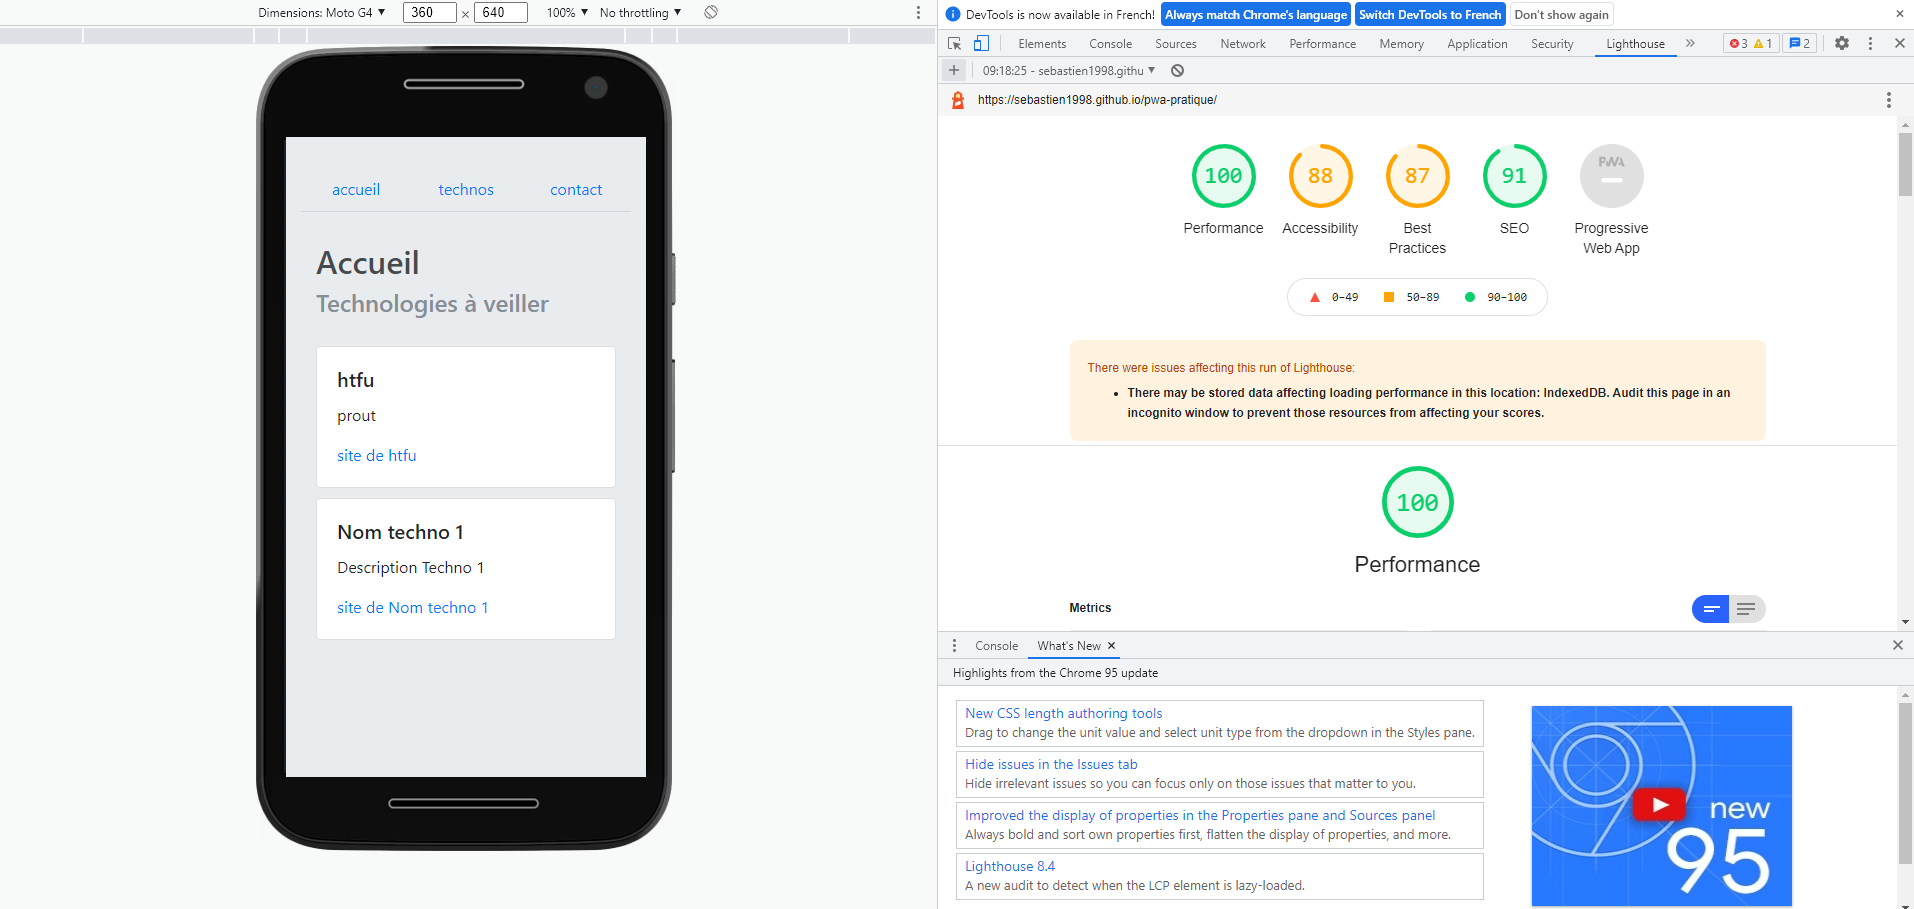 Dimensions: Moto G4 ▼ 360 × 640 100% ▼ No throttling ▼
accueil technos contact
Accueil
Technologies à veiller
htfu
prout
site de htfu
Nom techno 1
Description Techno 1
site de Nom techno 1
DevTools is now available in French! Always match Chrome's language Switch DevTools to French Don't show again
Elements Console Sources Network Performance Memory Application Security Lighthouse 3 1 2
09:18:25 - sebastien1998.githu ▼
https://sebastien1998.github.io/pwa-pratique/
100 88 87 91 PWA
Performance Accessibility Best SEO Progressive
Practices Web App
0–49 50–89 90–100
There were issues affecting this run of Lighthouse:
• There may be stored data affecting loading performance in this location: IndexedDB. Audit this page in an
incognito window to prevent those resources from affecting your scores.
100
Performance
Metrics
Console What's New
Highlights from the Chrome 95 update
New CSS length authoring tools
Drag to change the unit value and select unit type from the dropdown in the Styles pane.
Hide issues in the Issues tab
Hide irrelevant issues so you can focus only on those issues that matter to you.
Improved the display of properties in the Properties pane and Sources panel
Always bold and sort own properties first, flatten the display of properties, and more.
Lighthouse 8.4
A new audit to detect when the LCP element is lazy-loaded.
new
95